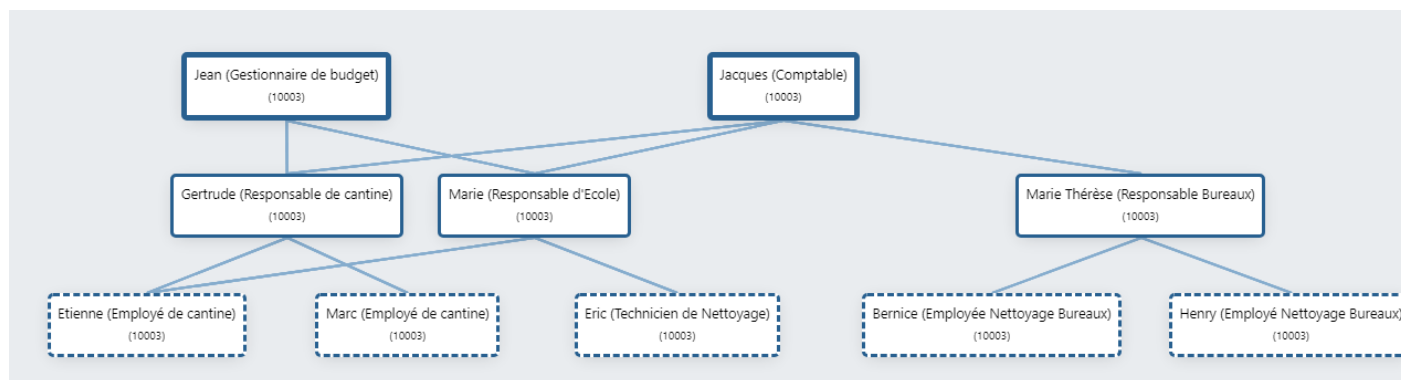 Jean (Gestionnaire de budget)
(10003)
Jacques (Comptable)
(10003)
Gertrude (Responsable de cantine)
(10003)
Marie (Responsable d'Ecole)
(10003)
Marie Thérèse (Responsable Bureaux)
(10003)
Etienne (Employé de cantine)
(10003)
Marc (Employé de cantine)
(10003)
Eric (Technicien de Nettoyage)
(10003)
Bernice (Employée Nettoyage Bureaux)
(10003)
Henry (Employé Nettoyage Bureaux)
(10003)